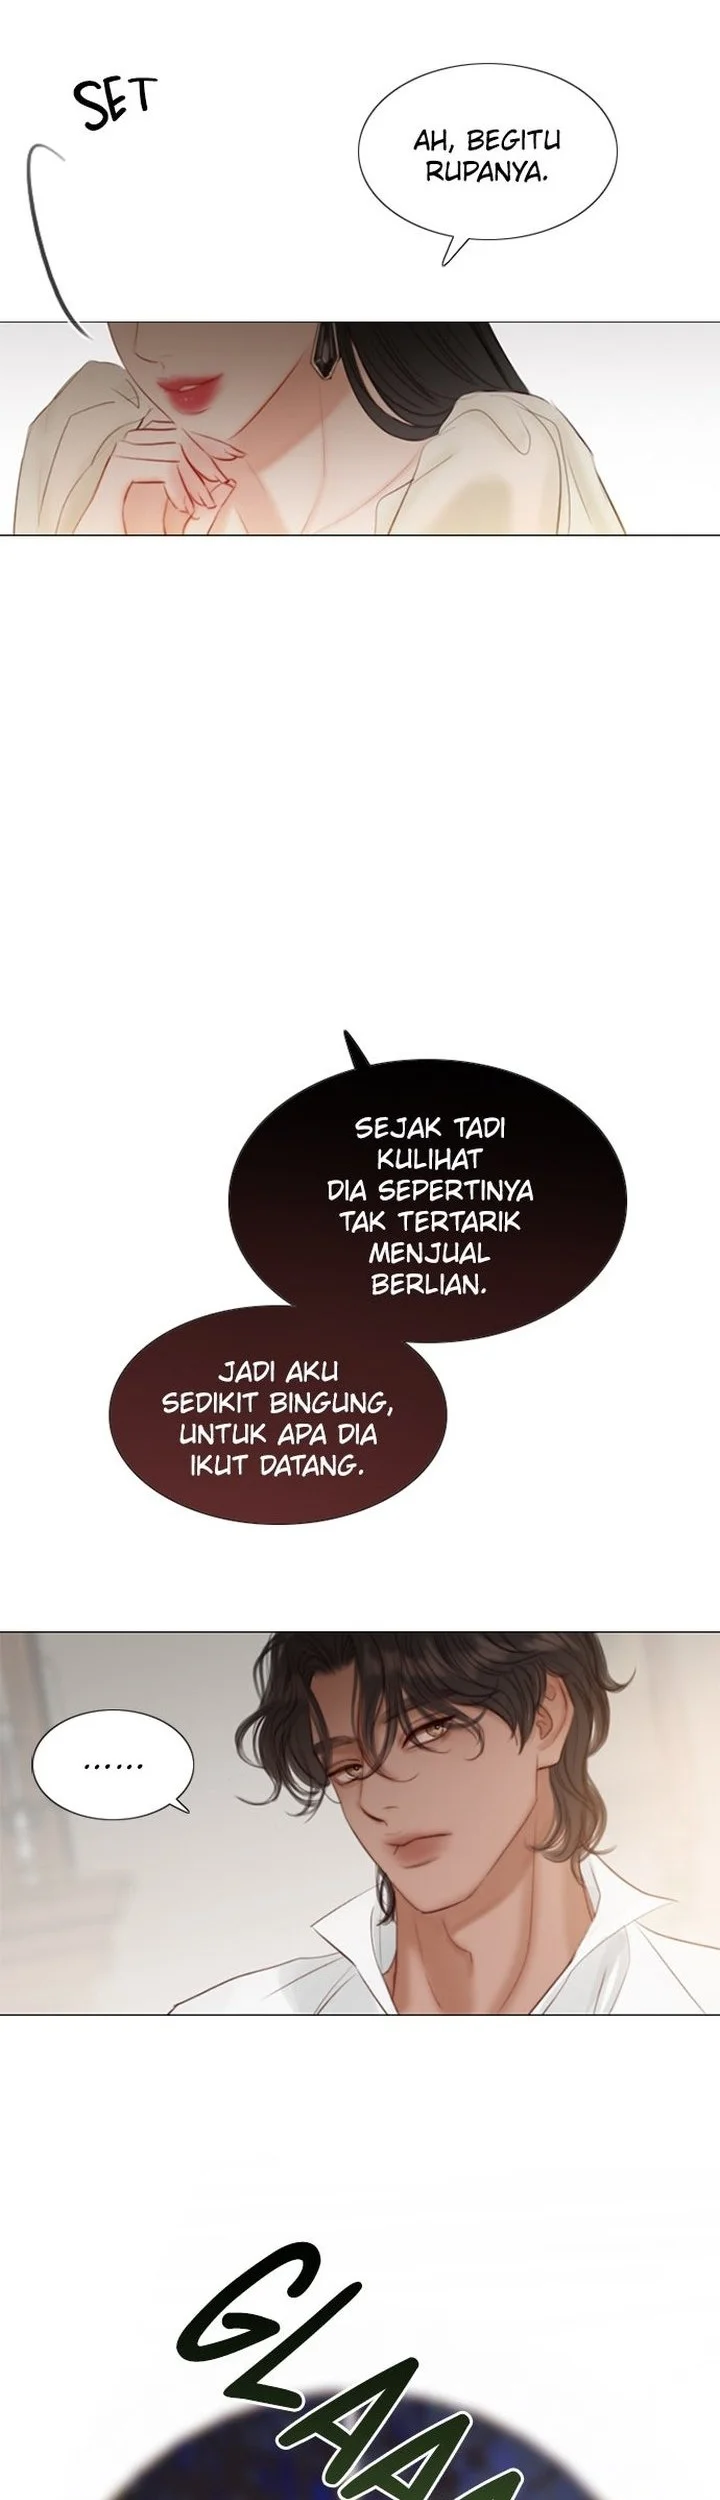 SET
AH, BEGITU
RUPANYA.
SEJAK TADI
KULIHAT
DIA SEPERTINYA
TAK TERTARIK
MENJUAL
BERLIAN.
JADI AKU
SEDIKIT BINGUNG,
UNTUK APA DIA
IKUT DATANG.
......
GLAAA